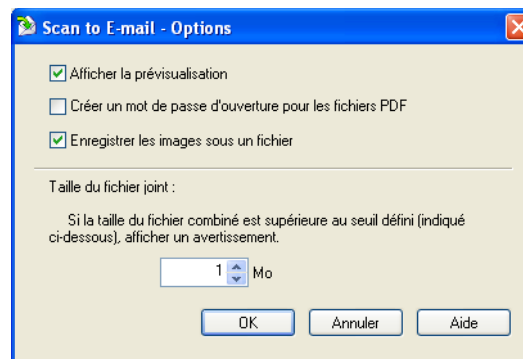 Scan to E-mail - Options
Afficher la prévisualisation
Créer un mot de passe d'ouverture pour les fichiers PDF
Enregistrer les images sous un fichier
Taille du fichier joint :
Si la taille du fichier combiné est supérieure au seuil défini (indiqué
ci-dessous), afficher un avertissement.
1 Mo
OK Annuler Aide